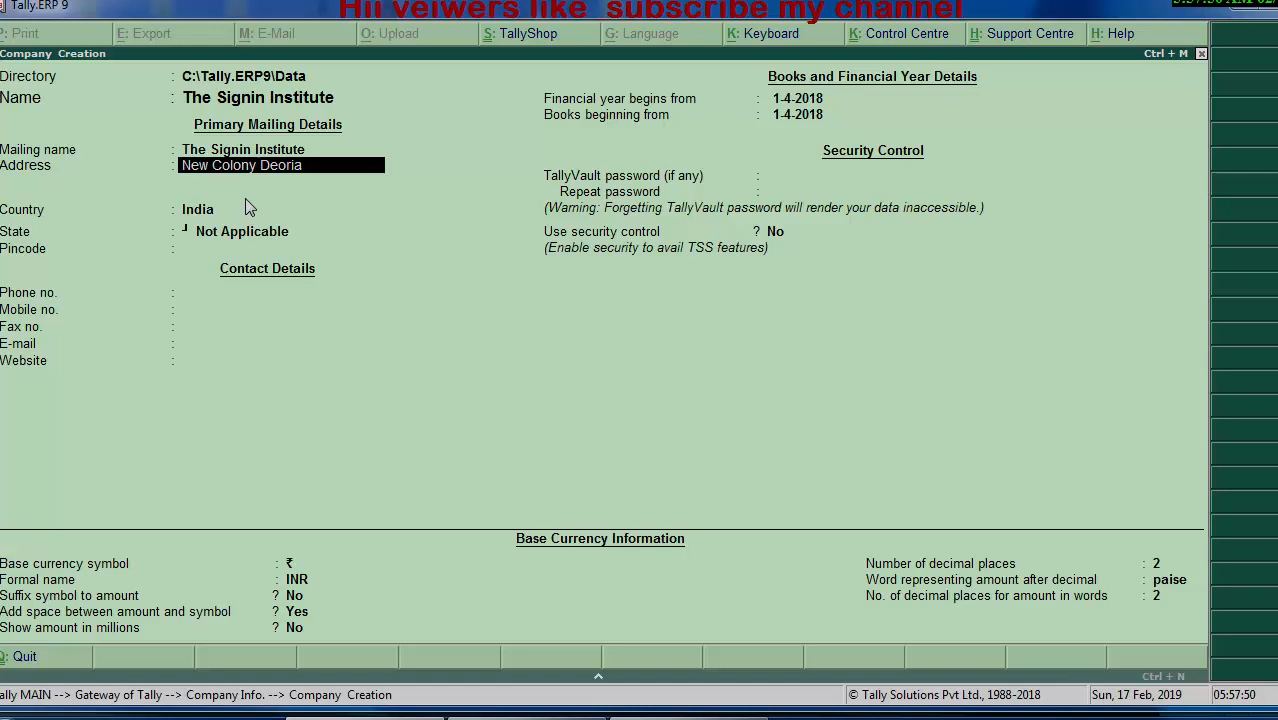 Tally.ERP 9
Hii veiwers like subscribe my channel
P: Print
E: Export
M: E-Mail
O: Upload
S: TallyShop
G: Language
K: Keyboard
K: Control Centre
H: Support Centre
H: Help
Company Creation
Ctrl + M
Directory : C:\Tally.ERP9\Data
Name : The Signin Institute
Primary Mailing Details
Mailing name : The Signin Institute
Address : New Colony Deoria
Country : India
State : ┘ Not Applicable
Pincode :
Contact Details
Phone no. :
Mobile no. :
Fax no. :
E-mail :
Website :
Books and Financial Year Details
Financial year begins from : 1-4-2018
Books beginning from : 1-4-2018
Security Control
TallyVault password (if any) :
Repeat password :
(Warning: Forgetting TallyVault password will render your data inaccessible.)
Use security control ? No
(Enable security to avail TSS features)
Base Currency Information
Base currency symbol : ₹
Formal name : INR
Suffix symbol to amount ? No
Add space between amount and symbol ? Yes
Show amount in millions ? No
Number of decimal places : 2
Word representing amount after decimal : paise
No. of decimal places for amount in words : 2
Q: Quit
Ctrl + N
ally MAIN --> Gateway of Tally --> Company Info. --> Company Creation
© Tally Solutions Pvt Ltd., 1988-2018
Sun, 17 Feb, 2019
05:57:50